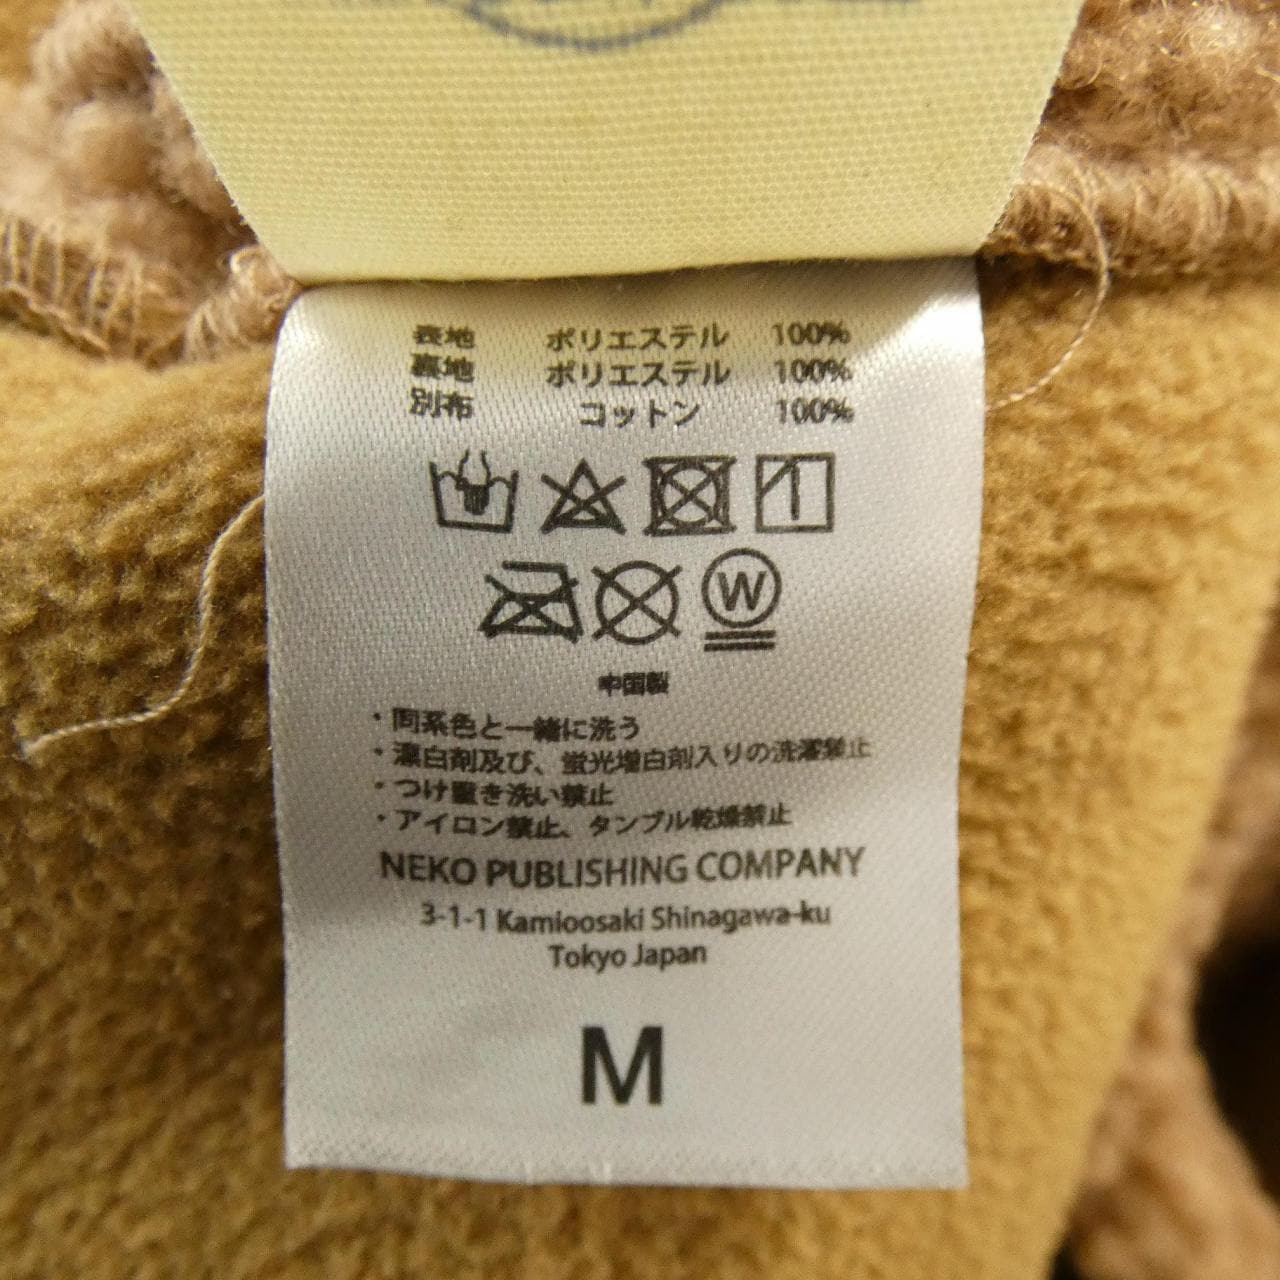 表地 ポリエステル 100%
裏地 ポリエステル 100%
別布 コットン 100%
W
中国製
・同系色と一緒に洗う
・漂白剤及び、蛍光増白剤入りの洗濯禁止
・つけ置き洗い禁止
・アイロン禁止、タンブル乾燥禁止
NEKO PUBLISHING COMPANY
3-1-1 Kamioosaki Shinagawa-ku
Tokyo Japan
M